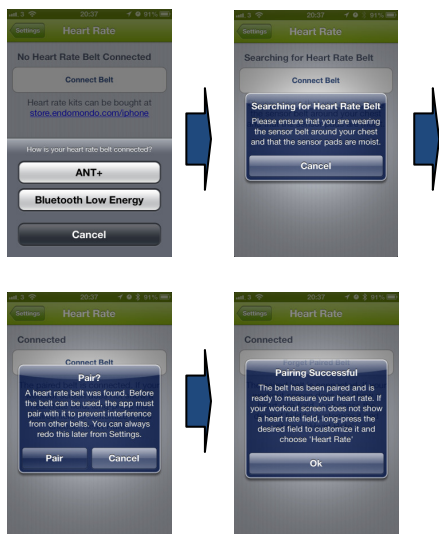 3 20:37 91%
Settings Heart Rate
No Heart Rate Belt Connected
Connect Belt
Heart rate kits can be bought at
store.endomondo.com/iphone
How is your heart rate belt connected?
ANT+
Bluetooth Low Energy
Cancel
3 20:37 91%
Settings Heart Rate
Searching for Heart Rate Belt
Connect Belt
Searching for Heart Rate Belt
Please ensure that you are wearing
the sensor belt around your chest
and that the sensor pads are moist.
Cancel
3 20:37 91%
Settings Heart Rate
Connected
Connect Belt
Pair?
A heart rate belt was found. Before
the belt can be used, the app must
pair with it to prevent interference
from other belts. You can always
redo this later from Settings.
Pair Cancel
3 20:37 91%
Settings Heart Rate
Connected
Forget Paired Belt
Pairing Successful
The belt has been paired and is
ready to measure your heart rate. If
your workout screen does not show
a heart rate field, long-press the
desired field to customize it and
choose 'Heart Rate'
Ok